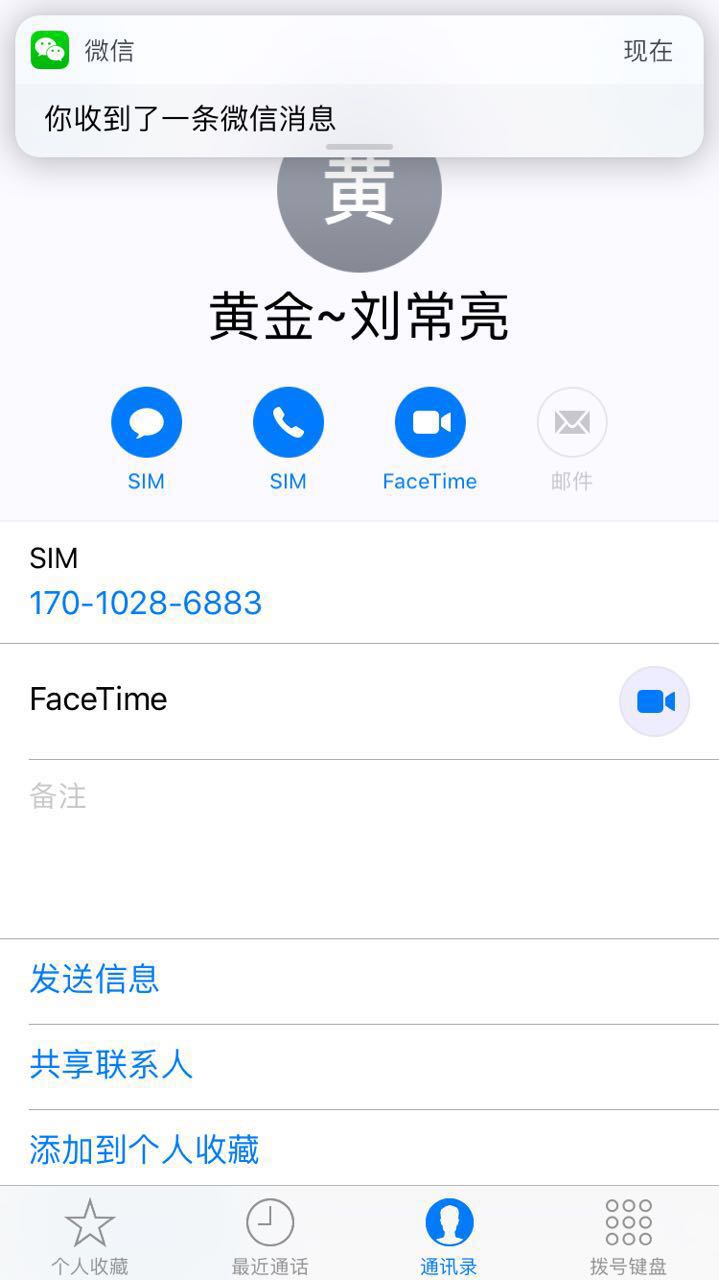 微信
现在
你收到了一条微信消息
黄
黄金~刘常亮
SIM
SIM
FaceTime
邮件
SIM
170-1028-6883
FaceTime
备注
发送信息
共享联系人
添加到个人收藏
个人收藏
最近通话
通讯录
拨号键盘